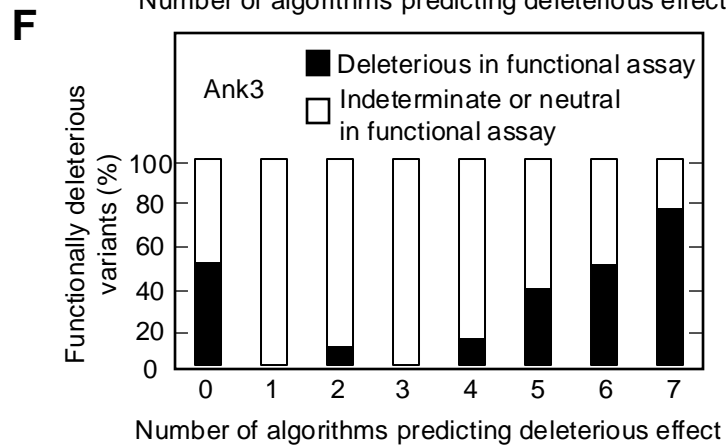 Number of algorithms predicting deleterious effect
F
Ank3
Deleterious in functional assay
Indeterminate or neutral
in functional assay
Functionally deleterious
variants (%)
100
80
60
40
20
0
0 1 2 3 4 5 6 7
Number of algorithms predicting deleterious effect